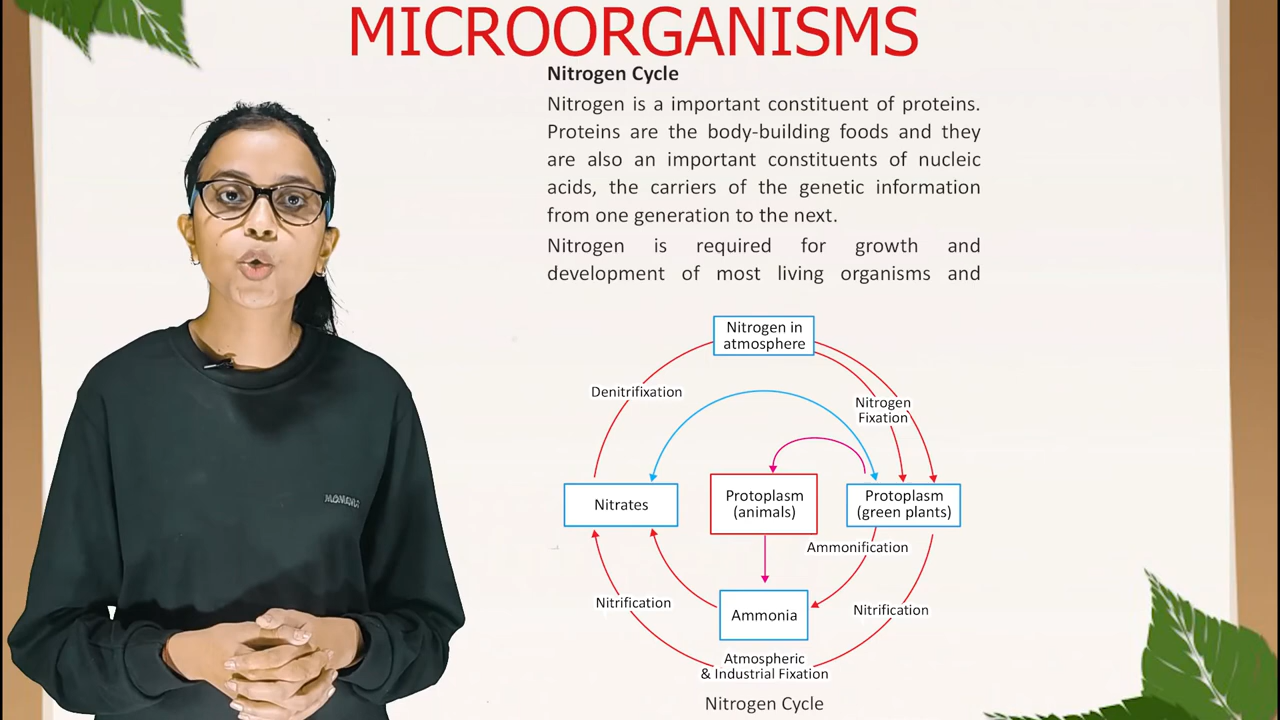 MICROORGANISMS
Nitrogen Cycle
Nitrogen is a important constituent of proteins.
Proteins are the body-building foods and they
are also an important constituents of nucleic
acids, the carriers of the genetic information
from one generation to the next.
Nitrogen is required for growth and
development of most living organisms and
Nitrogen in
atmosphere
Denitrifixation
Nitrogen
Fixation
Nitrates
Protoplasm
(animals)
Protoplasm
(green plants)
Ammonification
Nitrification
Ammonia
Nitrification
Atmospheric
& Industrial Fixation
Nitrogen Cycle